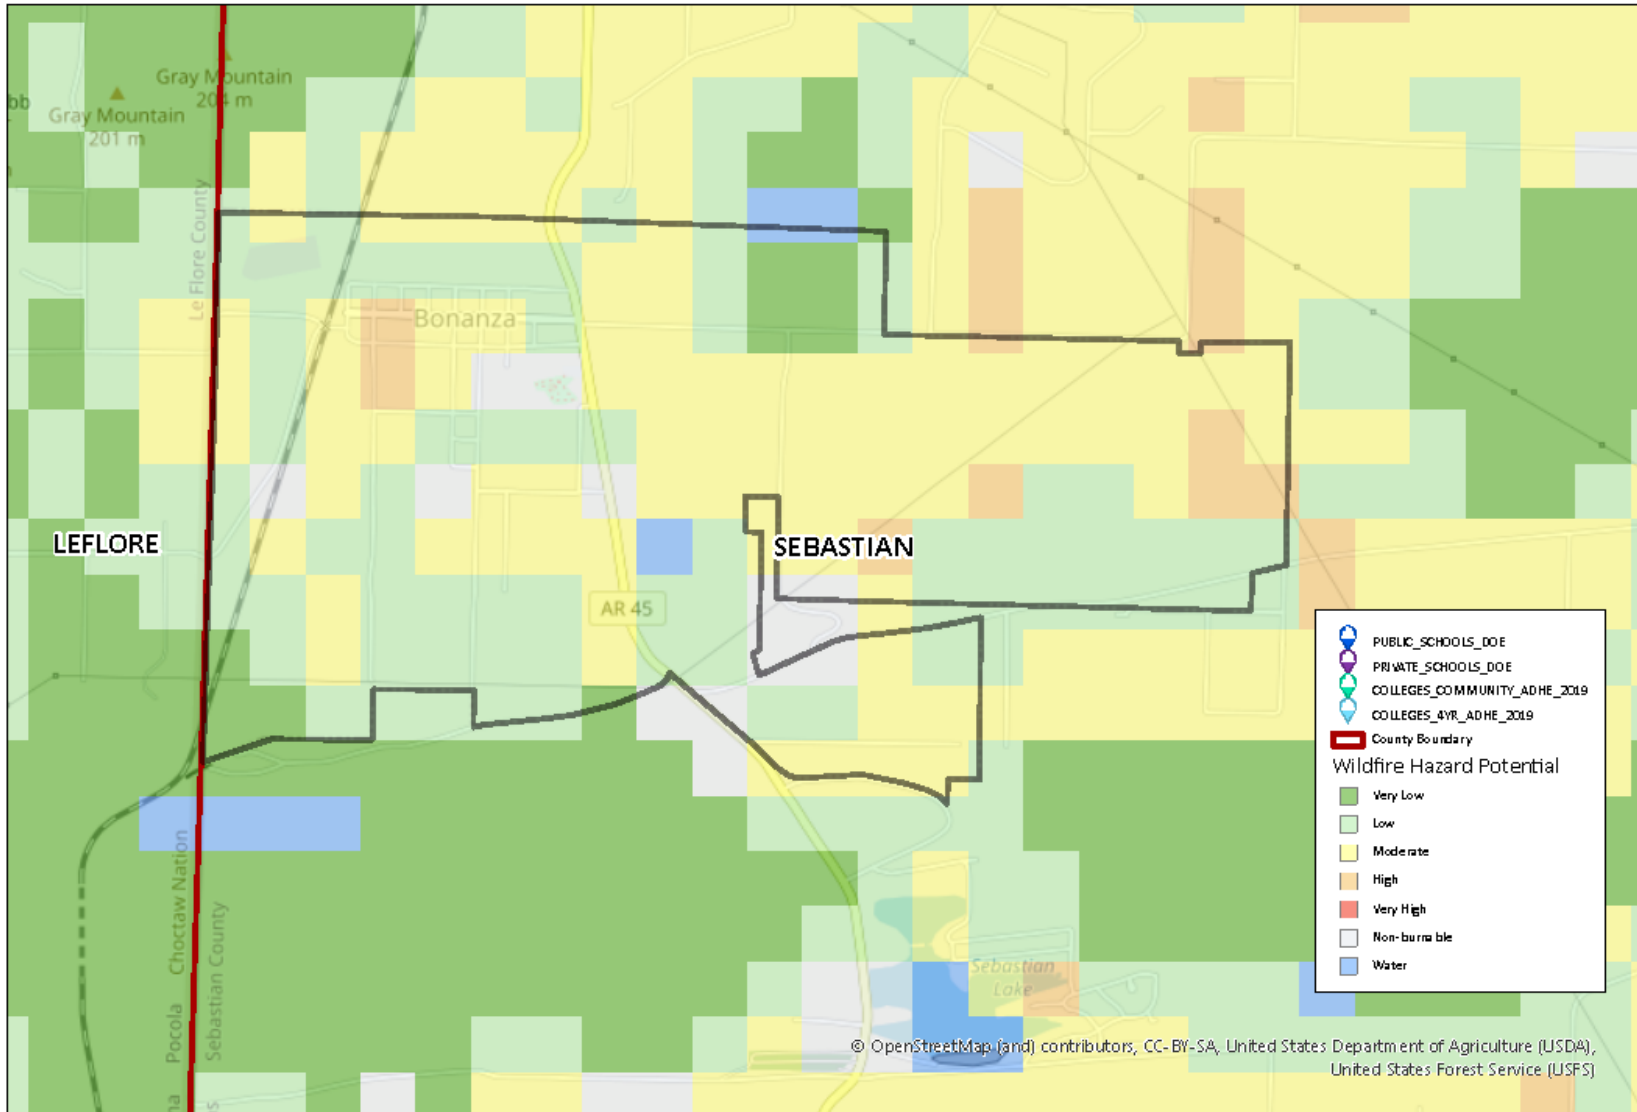 Gray Mountain
204 m
bb
Gray Mountain
201 m
Le Flore County
Bonanza
LEFLORE
SEBASTIAN
AR 45
PUBLIC_SCHOOLS_DOE
PRIVATE_SCHOOLS_DOE
COLLEGES_COMMUNITY_ADHE_2019
COLLEGES_4YR_ADHE_2019
County Boundary
Wildfire Hazard Potential
Very Low
Low
Moderate
High
Very High
Non-burnable
Water
Choctaw Nation
Sebastian County
Pocola
Sebastian
Lake
na
as
© OpenStreetMap (and) contributors, CC-BY-SA, United States Department of Agriculture (USDA),
United States Forest Service (USFS)